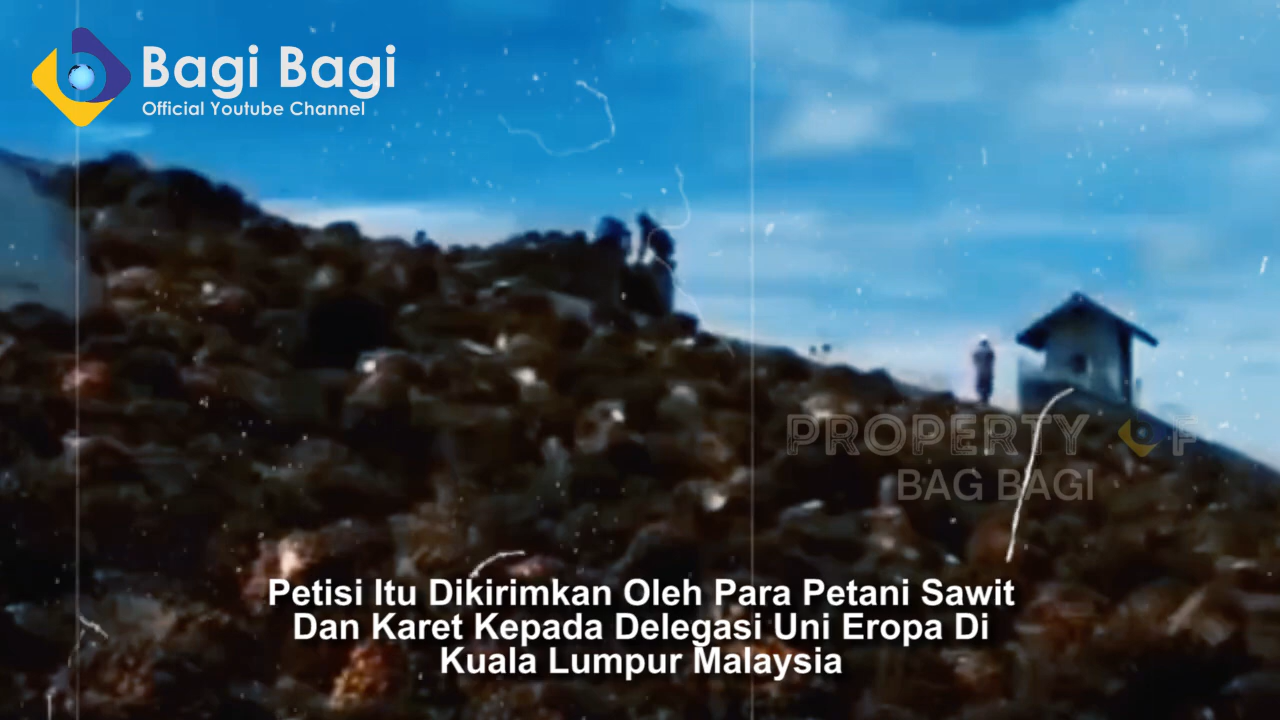 Bagi Bagi
Official Youtube Channel
PROPERTY OF
BAG BAGI
Petisi Itu Dikirimkan Oleh Para Petani Sawit
Dan Karet Kepada Delegasi Uni Eropa Di
Kuala Lumpur Malaysia